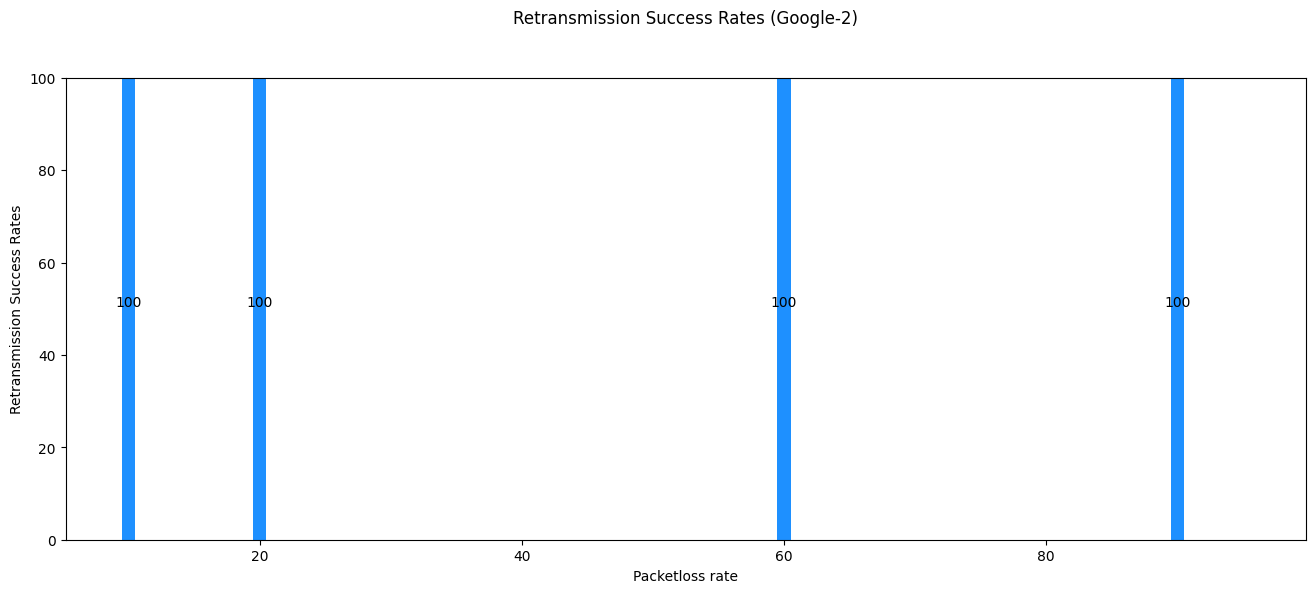 Retransmission Success Rates (Google-2)
100
80
60
40
20
0
Retransmission Success Rates
100 100 100 100
20 40 60 80
Packetloss rate